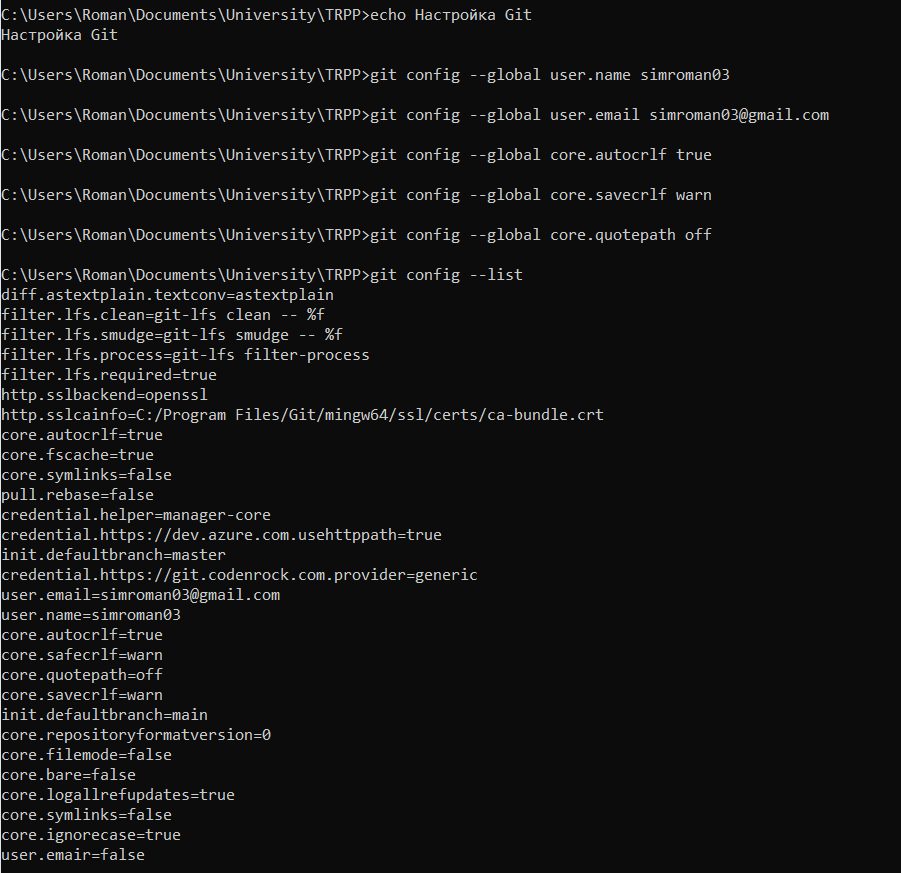 C:\Users\Roman\Documents\University\TRPP>echo Настройка Git
Настройка Git
C:\Users\Roman\Documents\University\TRPP>git config --global user.name simroman03
C:\Users\Roman\Documents\University\TRPP>git config --global user.email simroman03@gmail.com
C:\Users\Roman\Documents\University\TRPP>git config --global core.autocrlf true
C:\Users\Roman\Documents\University\TRPP>git config --global core.savecrlf warn
C:\Users\Roman\Documents\University\TRPP>git config --global core.quotepath off
C:\Users\Roman\Documents\University\TRPP>git config --list
diff.astextplain.textconv=astextplain
filter.lfs.clean=git-lfs clean -- %f
filter.lfs.smudge=git-lfs smudge -- %f
filter.lfs.process=git-lfs filter-process
filter.lfs.required=true
http.sslbackend=openssl
http.sslcainfo=C:/Program Files/Git/mingw64/ssl/certs/ca-bundle.crt
core.autocrlf=true
core.fscache=true
core.symlinks=false
pull.rebase=false
credential.helper=manager-core
credential.https://dev.azure.com.usehttppath=true
init.defaultbranch=master
credential.https://git.codenrock.com.provider=generic
user.email=simroman03@gmail.com
user.name=simroman03
core.autocrlf=true
core.safecrlf=warn
core.quotepath=off
core.savecrlf=warn
init.defaultbranch=main
core.repositoryformatversion=0
core.filemode=false
core.bare=false
core.logallrefupdates=true
core.symlinks=false
core.ignorecase=true
user.emair=false